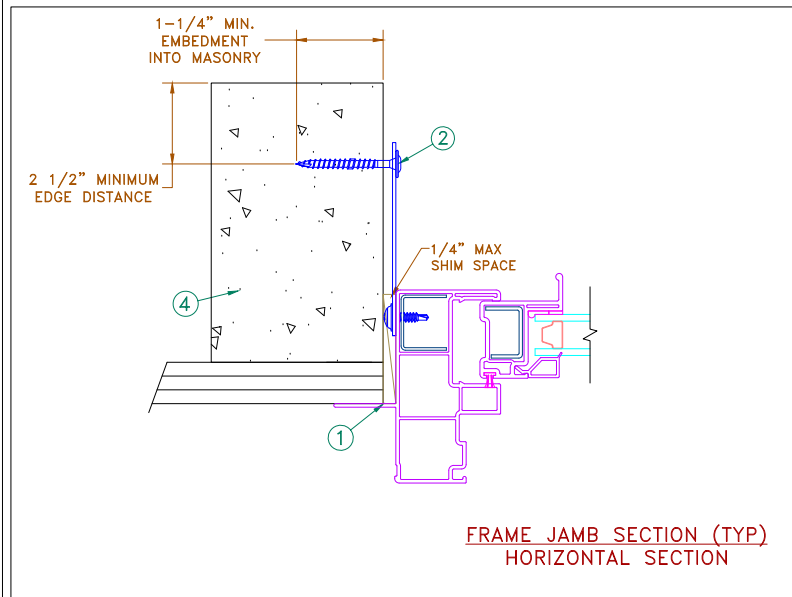 1-1/4" MIN.
EMBEDMENT
INTO MASONRY
2
2 1/2" MINIMUM
EDGE DISTANCE
1/4" MAX
SHIM SPACE
4
1
FRAME JAMB SECTION (TYP)
HORIZONTAL SECTION